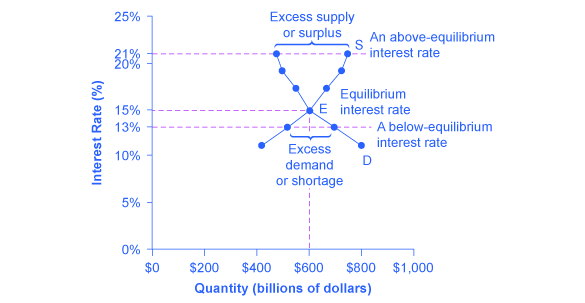 25%
Excess supply
or surplus
S
An above-equilibrium
interest rate
21%
20%
Interest Rate (%)
E
Equilibrium
interest rate
15%
13%
A below-equilibrium
interest rate
Excess
demand
or shortage
D
10%
5%
0%
$0
$200
$400
$600
$800
$1,000
Quantity (billions of dollars)